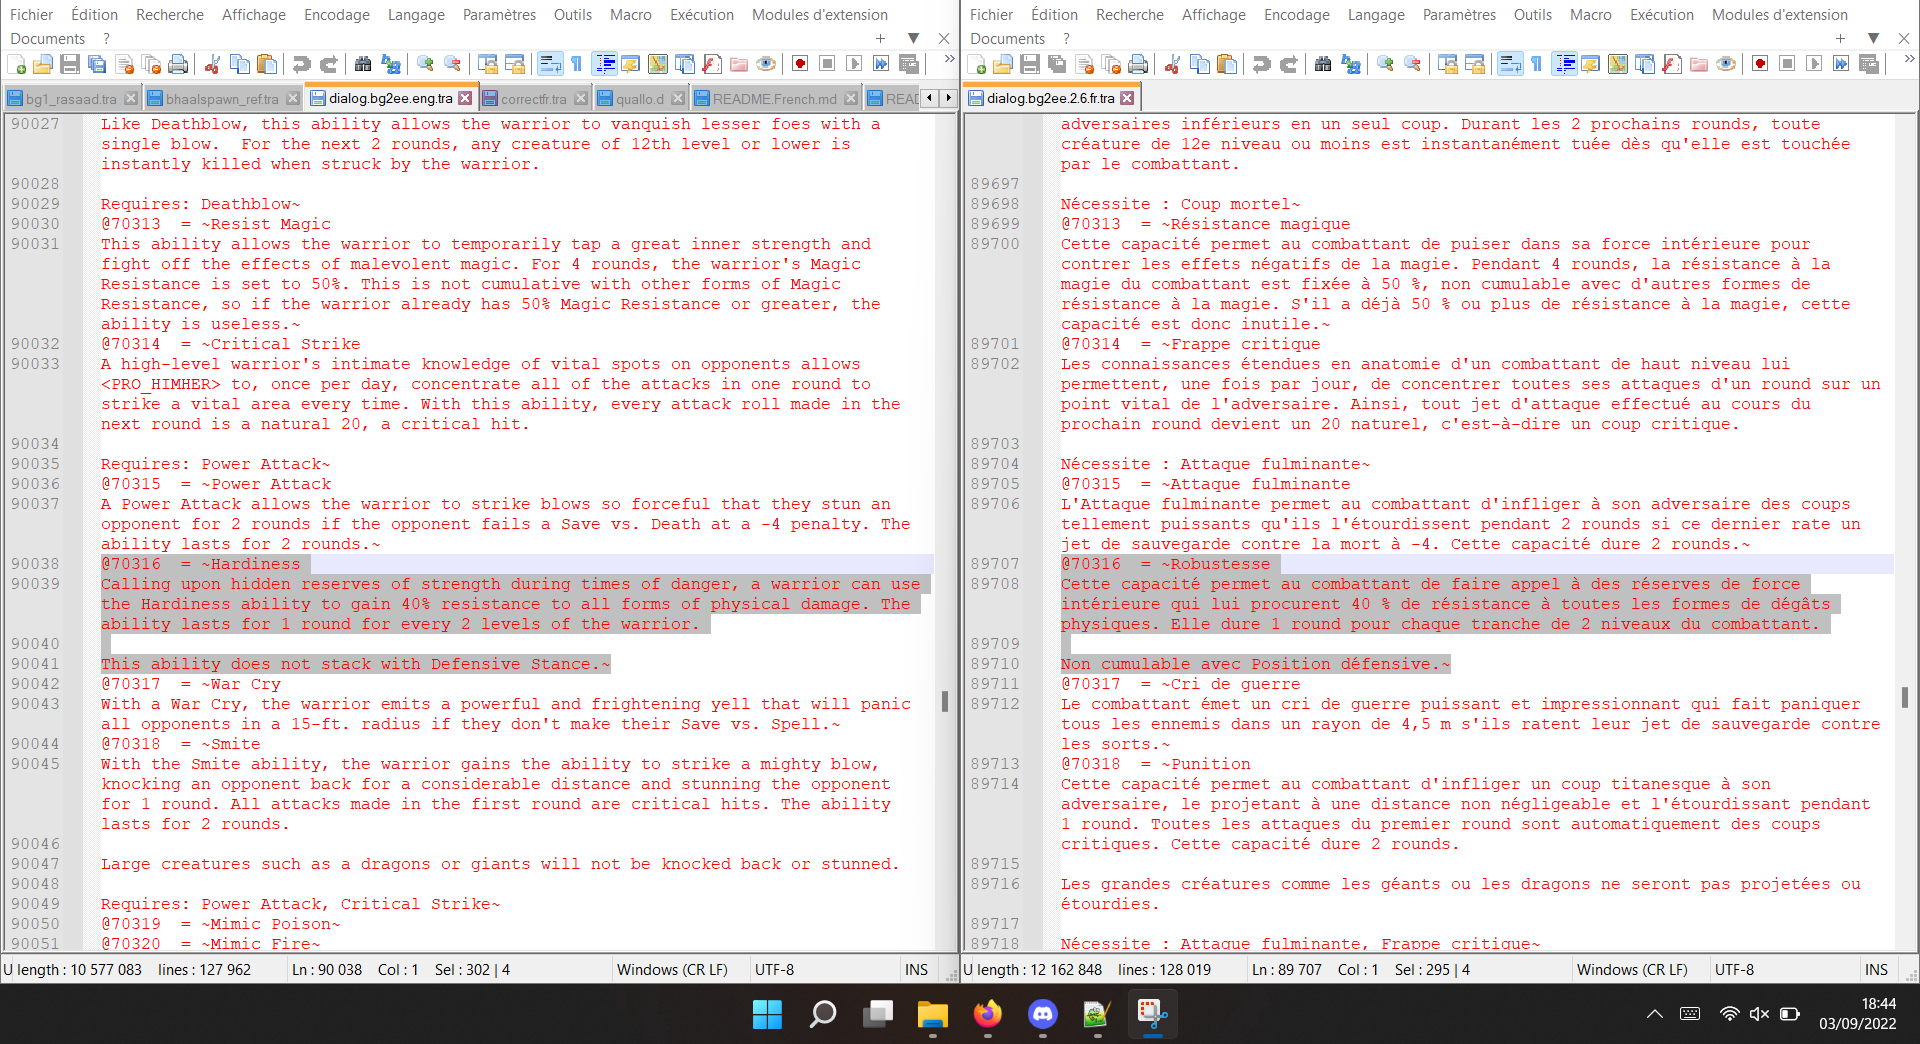 Fichier Édition Recherche Affichage Encodage Langage Paramètres Outils Macro Exécution Modules d'extension
Documents ?
bg1_rasaad.tra bhaalspawn_ref.tra dialog.bg2ee.eng.tra correctfr.tra quallo.d README.French.md READ
90027 Like Deathblow, this ability allows the warrior to vanquish lesser foes with a
single blow.  For the next 2 rounds, any creature of 12th level or lower is
instantly killed when struck by the warrior.
90028
90029 Requires: Deathblow~
90030 @70313  = ~Resist Magic
90031 This ability allows the warrior to temporarily tap a great inner strength and
fight off the effects of malevolent magic. For 4 rounds, the warrior's Magic
Resistance is set to 50%. This is not cumulative with other forms of Magic
Resistance, so if the warrior already has 50% Magic Resistance or greater, the
ability is useless.~
90032 @70314  = ~Critical Strike
90033 A high-level warrior's intimate knowledge of vital spots on opponents allows
<PRO_HIMHER> to, once per day, concentrate all of the attacks in one round to
strike a vital area every time. With this ability, every attack roll made in the
next round is a natural 20, a critical hit.
90034
90035 Requires: Power Attack~
90036 @70315  = ~Power Attack
90037 A Power Attack allows the warrior to strike blows so forceful that they stun an
opponent for 2 rounds if the opponent fails a Save vs. Death at a -4 penalty. The
ability lasts for 2 rounds.~
90038 @70316  = ~Hardiness
90039 Calling upon hidden reserves of strength during times of danger, a warrior can use
the Hardiness ability to gain 40% resistance to all forms of physical damage. The
ability lasts for 1 round for every 2 levels of the warrior.
90040
90041 This ability does not stack with Defensive Stance.~
90042 @70317  = ~War Cry
90043 With a War Cry, the warrior emits a powerful and frightening yell that will panic
all opponents in a 15-ft. radius if they don't make their Save vs. Spell.~
90044 @70318  = ~Smite
90045 With the Smite ability, the warrior gains the ability to strike a mighty blow,
knocking an opponent back for a considerable distance and stunning the opponent
for 1 round. All attacks made in the first round are critical hits. The ability
lasts for 2 rounds.
90046
90047 Large creatures such as a dragons or giants will not be knocked back or stunned.
90048
90049 Requires: Power Attack, Critical Strike~
90050 @70319  = ~Mimic Poison~
90051 @70320  = ~Mimic Fire~
U length : 10 577 083 lines : 127 962 Ln : 90 038 Col : 1 Sel : 302 | 4 Windows (CR LF) UTF-8 INS
Fichier Édition Recherche Affichage Encodage Langage Paramètres Outils Macro Exécution Modules d'extension
Documents ?
dialog.bg2ee.2.6.fr.tra
adversaires inférieurs en un seul coup. Durant les 2 prochains rounds, toute
créature de 12e niveau ou moins est instantanément tuée dès qu'elle est touchée
par le combattant.
89697
89698 Nécessite : Coup mortel~
89699 @70313  = ~Résistance magique
89700 Cette capacité permet au combattant de puiser dans sa force intérieure pour
contrer les effets négatifs de la magie. Pendant 4 rounds, la résistance à la
magie du combattant est fixée à 50 %, non cumulable avec d'autres formes de
résistance à la magie. S'il a déjà 50 % ou plus de résistance à la magie, cette
capacité est donc inutile.~
89701 @70314  = ~Frappe critique
89702 Les connaissances étendues en anatomie d'un combattant de haut niveau lui
permettent, une fois par jour, de concentrer toutes ses attaques d'un round sur un
point vital de l'adversaire. Ainsi, tout jet d'attaque effectué au cours du
prochain round devient un 20 naturel, c'est-à-dire un coup critique.
89703
89704 Nécessite : Attaque fulminante~
89705 @70315  = ~Attaque fulminante
89706 L'Attaque fulminante permet au combattant d'infliger à son adversaire des coups
tellement puissants qu'ils l'étourdissent pendant 2 rounds si ce dernier rate un
jet de sauvegarde contre la mort à -4. Cette capacité dure 2 rounds.~
89707 @70316  = ~Robustesse
89708 Cette capacité permet au combattant de faire appel à des réserves de force
intérieure qui lui procurent 40 % de résistance à toutes les formes de dégâts
physiques. Elle dure 1 round pour chaque tranche de 2 niveaux du combattant.
89709
89710 Non cumulable avec Position défensive.~
89711 @70317  = ~Cri de guerre
89712 Le combattant émet un cri de guerre puissant et impressionnant qui fait paniquer
tous les ennemis dans un rayon de 4,5 m s'ils ratent leur jet de sauvegarde contre
les sorts.~
89713 @70318  = ~Punition
89714 Cette capacité permet au combattant d'infliger un coup titanesque à son
adversaire, le projetant à une distance non négligeable et l'étourdissant pendant
1 round. Toutes les attaques du premier round sont automatiquement des coups
critiques. Cette capacité dure 2 rounds.
89715
89716 Les grandes créatures comme les géants ou les dragons ne seront pas projetées ou
étourdies.
89717
89718 Nécessite : Attaque fulminante, Frappe critique~
U length : 12 162 848 lines : 128 019 Ln : 89 707 Col : 1 Sel : 295 | 4 Windows (CR LF) UTF-8 INS
18:44
03/09/2022